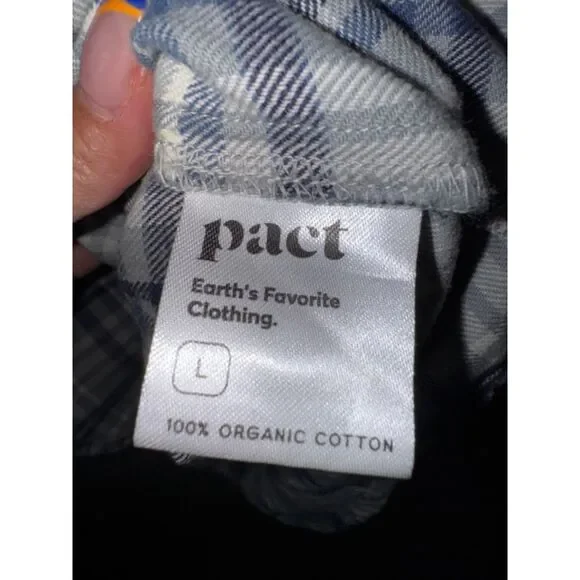 pact
Earth's Favorite
Clothing.
L
100% ORGANIC COTTON